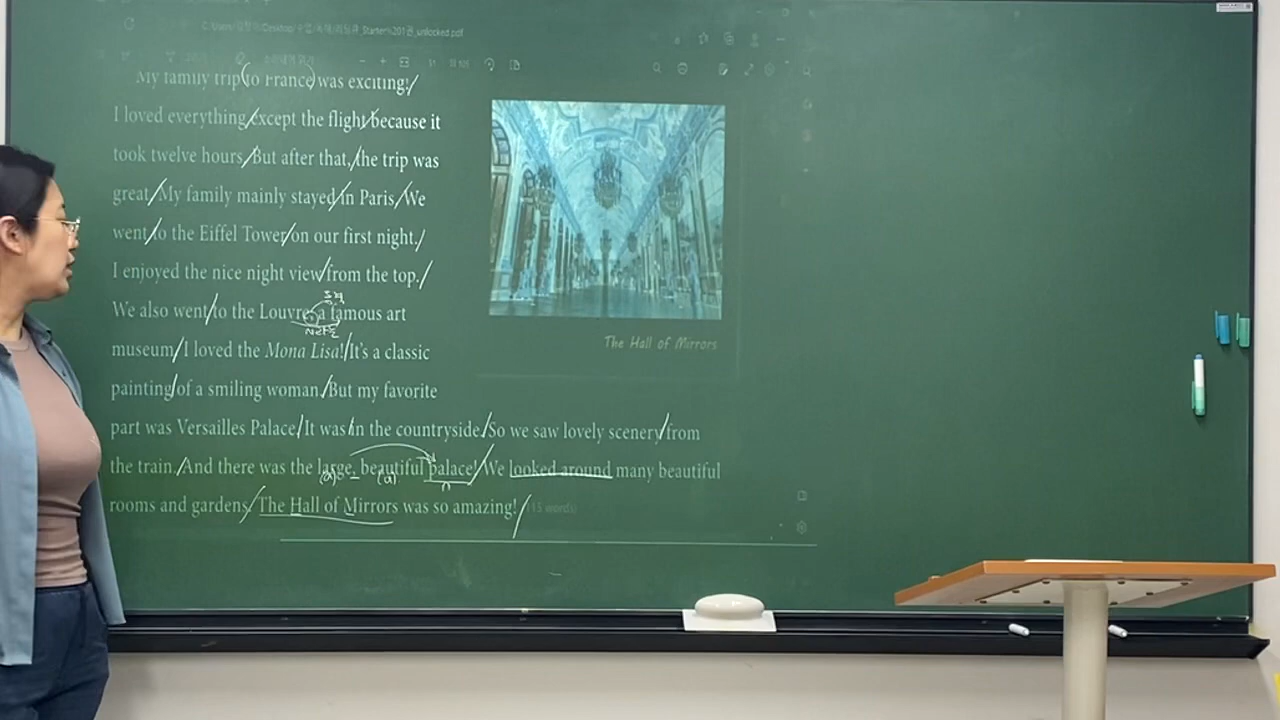 My family trip (to France) was exciting!/
I loved everything/except the flight/because it
took twelve hours./But after that,/the trip was
great./My family mainly stayed/in Paris./We
went/to the Eiffel Tower/on our first night./
I enjoyed the nice night view/from the top./
We also went/to the Louvre, a famous art
museum./I loved the Mona Lisa!/It's a classic
painting/of a smiling woman./But my favorite
part was Versailles Palace./It was/in the countryside./So we saw lovely scenery/from
the train./And there was the large, beautiful palace!/We looked around many beautiful
(a) = (a) n
rooms and gardens./The Hall of Mirrors was so amazing!/
The Hall of Mirrors